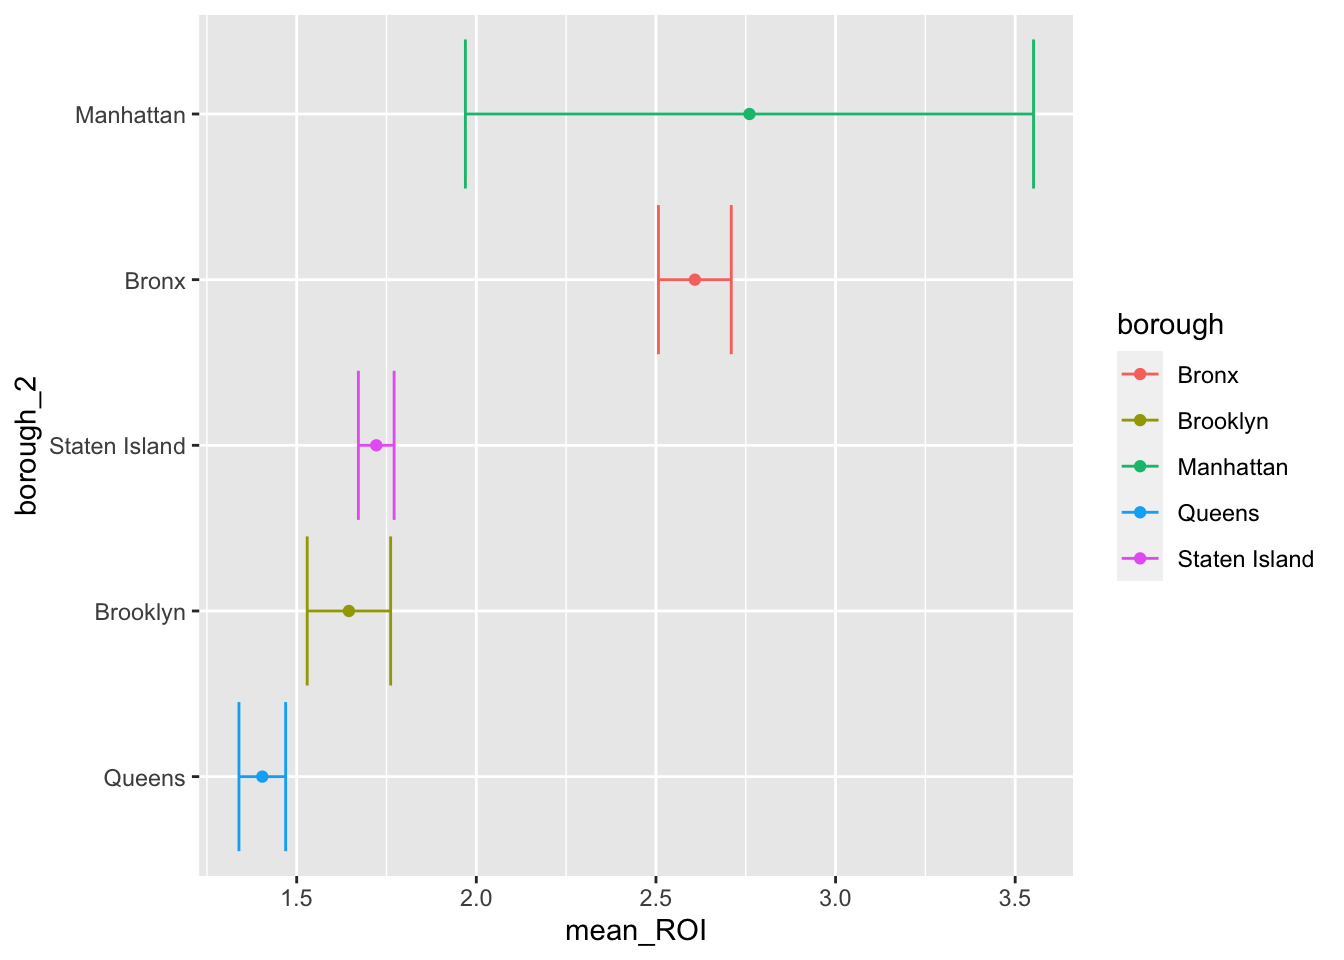 Manhattan
Bronx
Staten Island
Brooklyn
Queens
borough_2
1.5 2.0 2.5 3.0 3.5
mean_ROI
borough
Bronx
Brooklyn
Manhattan
Queens
Staten Island